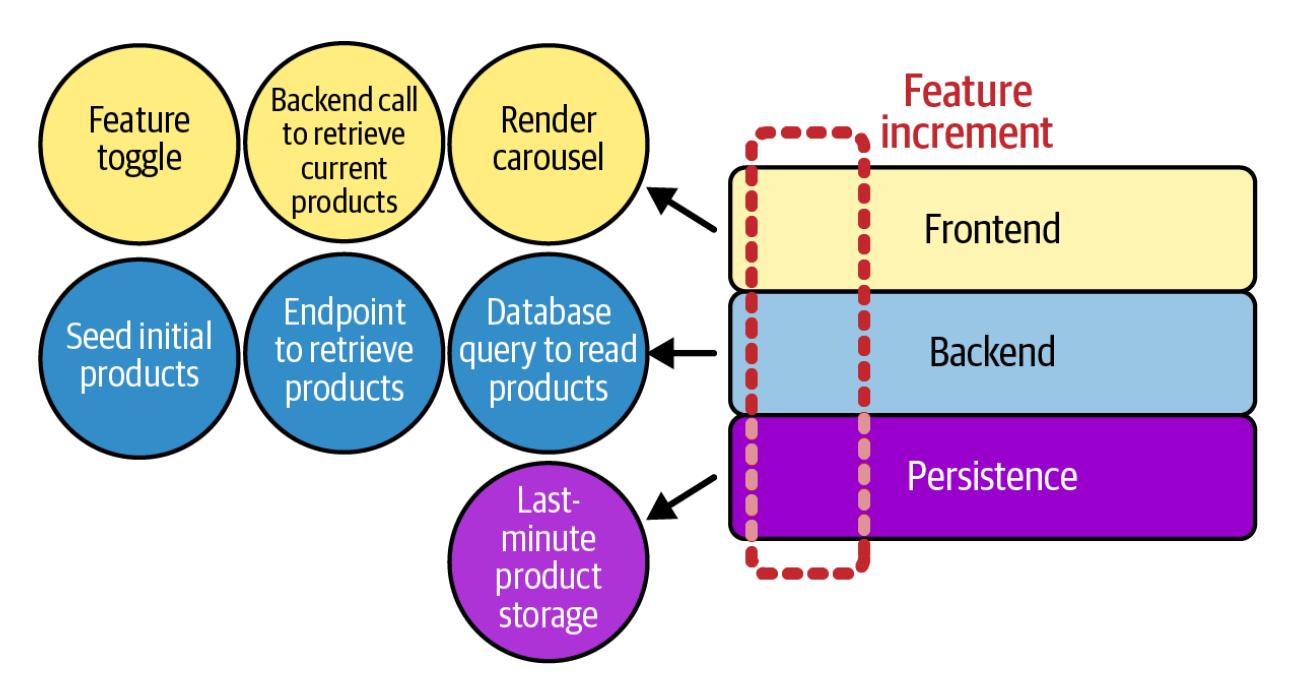 Feature
toggle
Backend call
to retrieve
current
products
Render
carousel
Seed initial
products
Endpoint
to retrieve
products
Database
query to read
products
Last-
minute
product
storage
Feature
increment
Frontend
Backend
Persistence